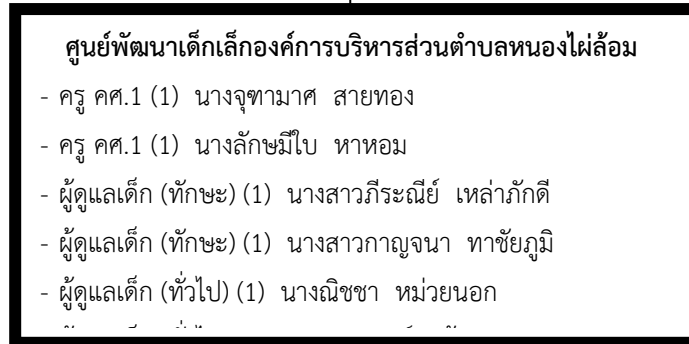 ศูนย์พัฒนาเด็กเล็กองค์การบริหารส่วนตำบลหนองไผ่ล้อม
- ครู คศ.1 (1) นางจุฑามาศ สายทอง
- ครู คศ.1 (1) นางลักษมีใบ หาหอม
- ผู้ดูแลเด็ก (ทักษะ) (1) นางสาวภีระณีย์ เหล่าภักดี
- ผู้ดูแลเด็ก (ทักษะ) (1) นางสาวกาญจนา ทาชัยภูมิ
- ผู้ดูแลเด็ก (ทั่วไป) (1) นางณิชชา หม่วยนอก